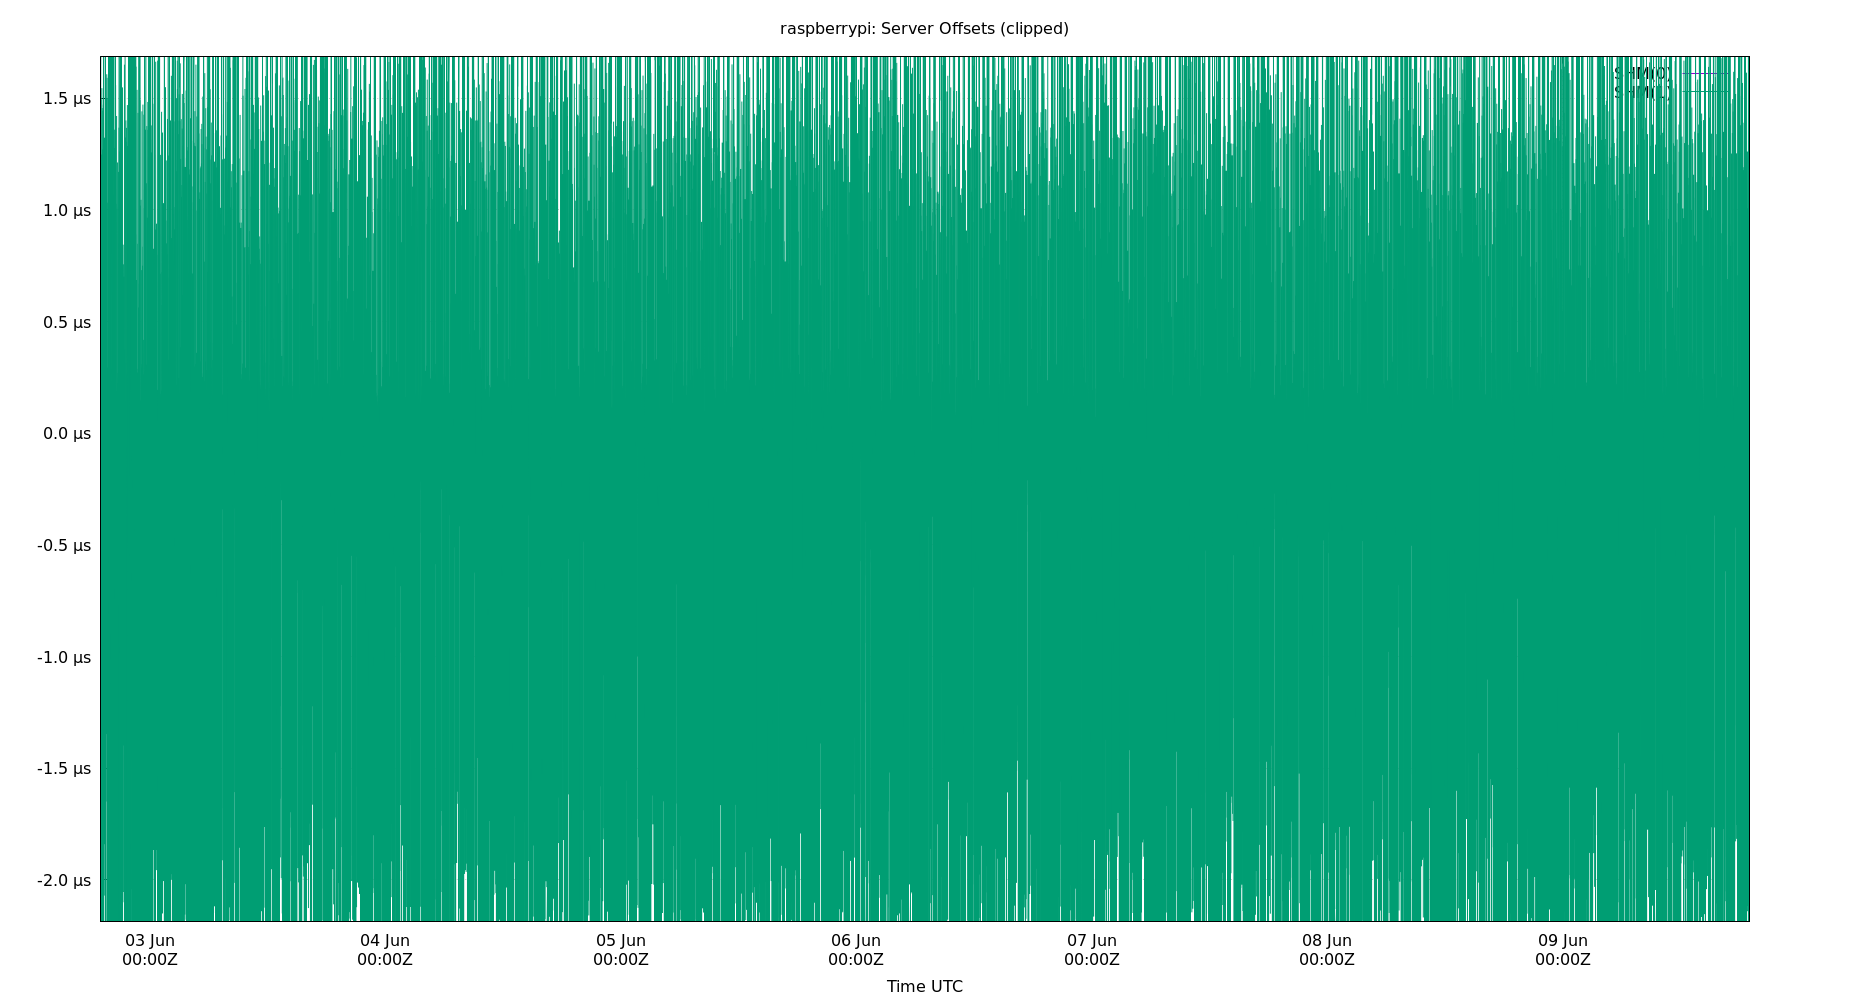 raspberrypi: Server Offsets (clipped)
SHM(0)
1.5 µs
1.0 µs
0.5 µs
0.0 µs
-0.5 µs
-1.0 µs
-1.5 µs
-2.0 µs
03 Jun 04 Jun 05 Jun 06 Jun 07 Jun 08 Jun 09 Jun
00:00Z 00:00Z 00:00Z 00:00Z 00:00Z 00:00Z 00:00Z
Time UTC